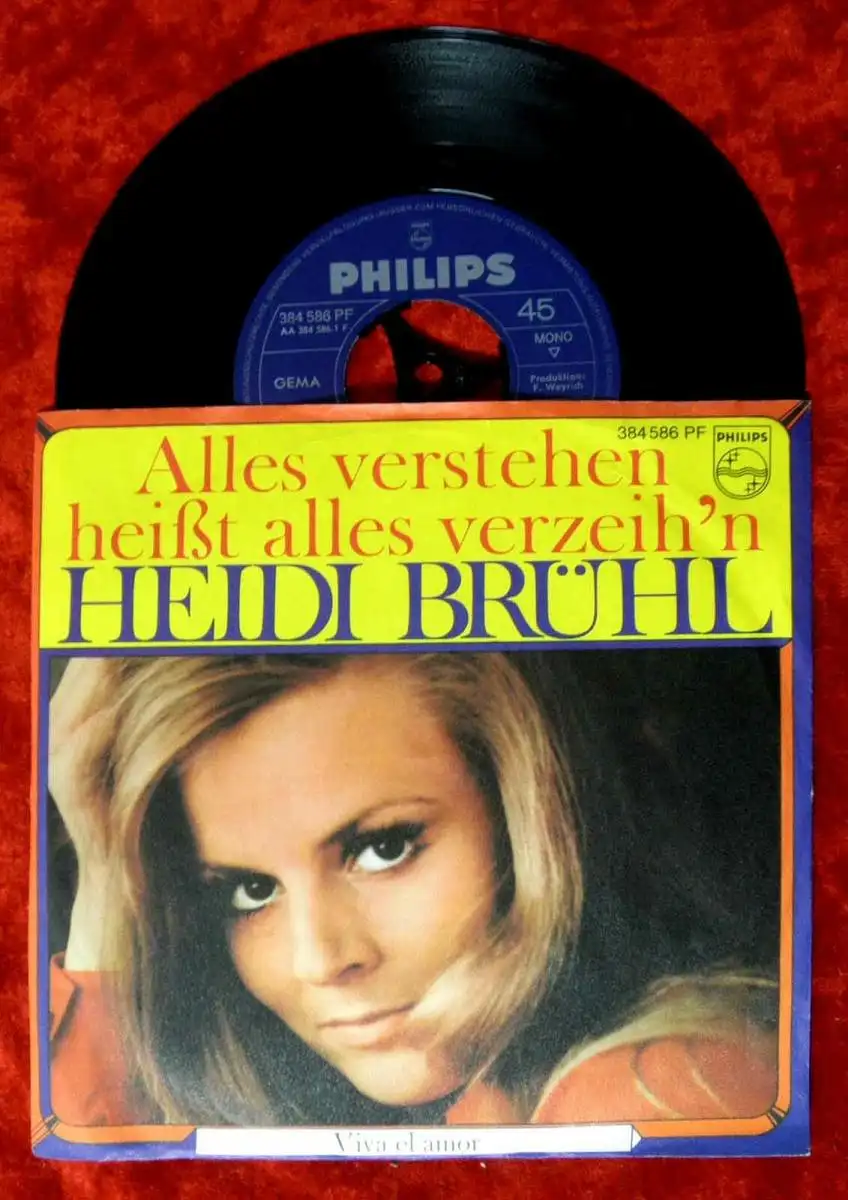 PHILIPS
384 586 PF
AA 384 586.1 F
45
MONO
GEMA
Produktion:
F. Weyrich
384 586 PF
PHILIPS
Alles verstehen
heißt alles verzeih'n
HEIDI BRÜHL
Viva el amor